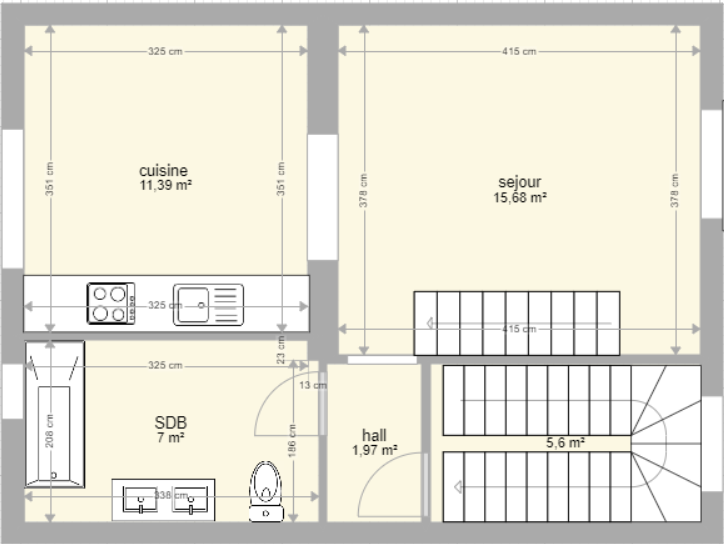 325 cm
415 cm
cuisine
11,39 m²
351 cm
351 cm
sejour
15,68 m²
378 cm
378 cm
325 cm
415 cm
325 cm
23 cm
13 cm
SDB
7 m²
208 cm
186 cm
hall
1,97 m²
5,6 m²
338 cm